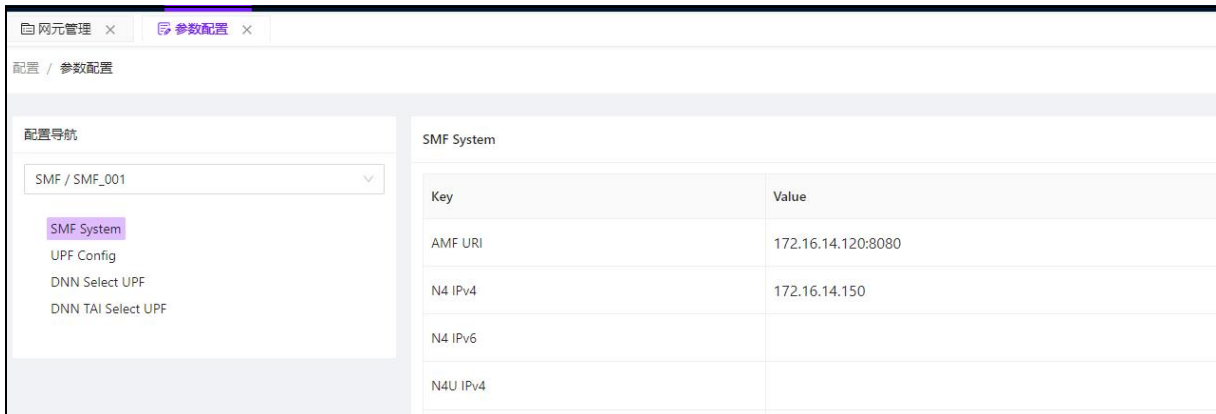 网元管理 参数配置
配置 / 参数配置
配置导航
SMF / SMF_001
SMF System
UPF Config
DNN Select UPF
DNN TAI Select UPF
SMF System
Key Value
AMF URI 172.16.14.120:8080
N4 IPv4 172.16.14.150
N4 IPv6
N4U IPv4